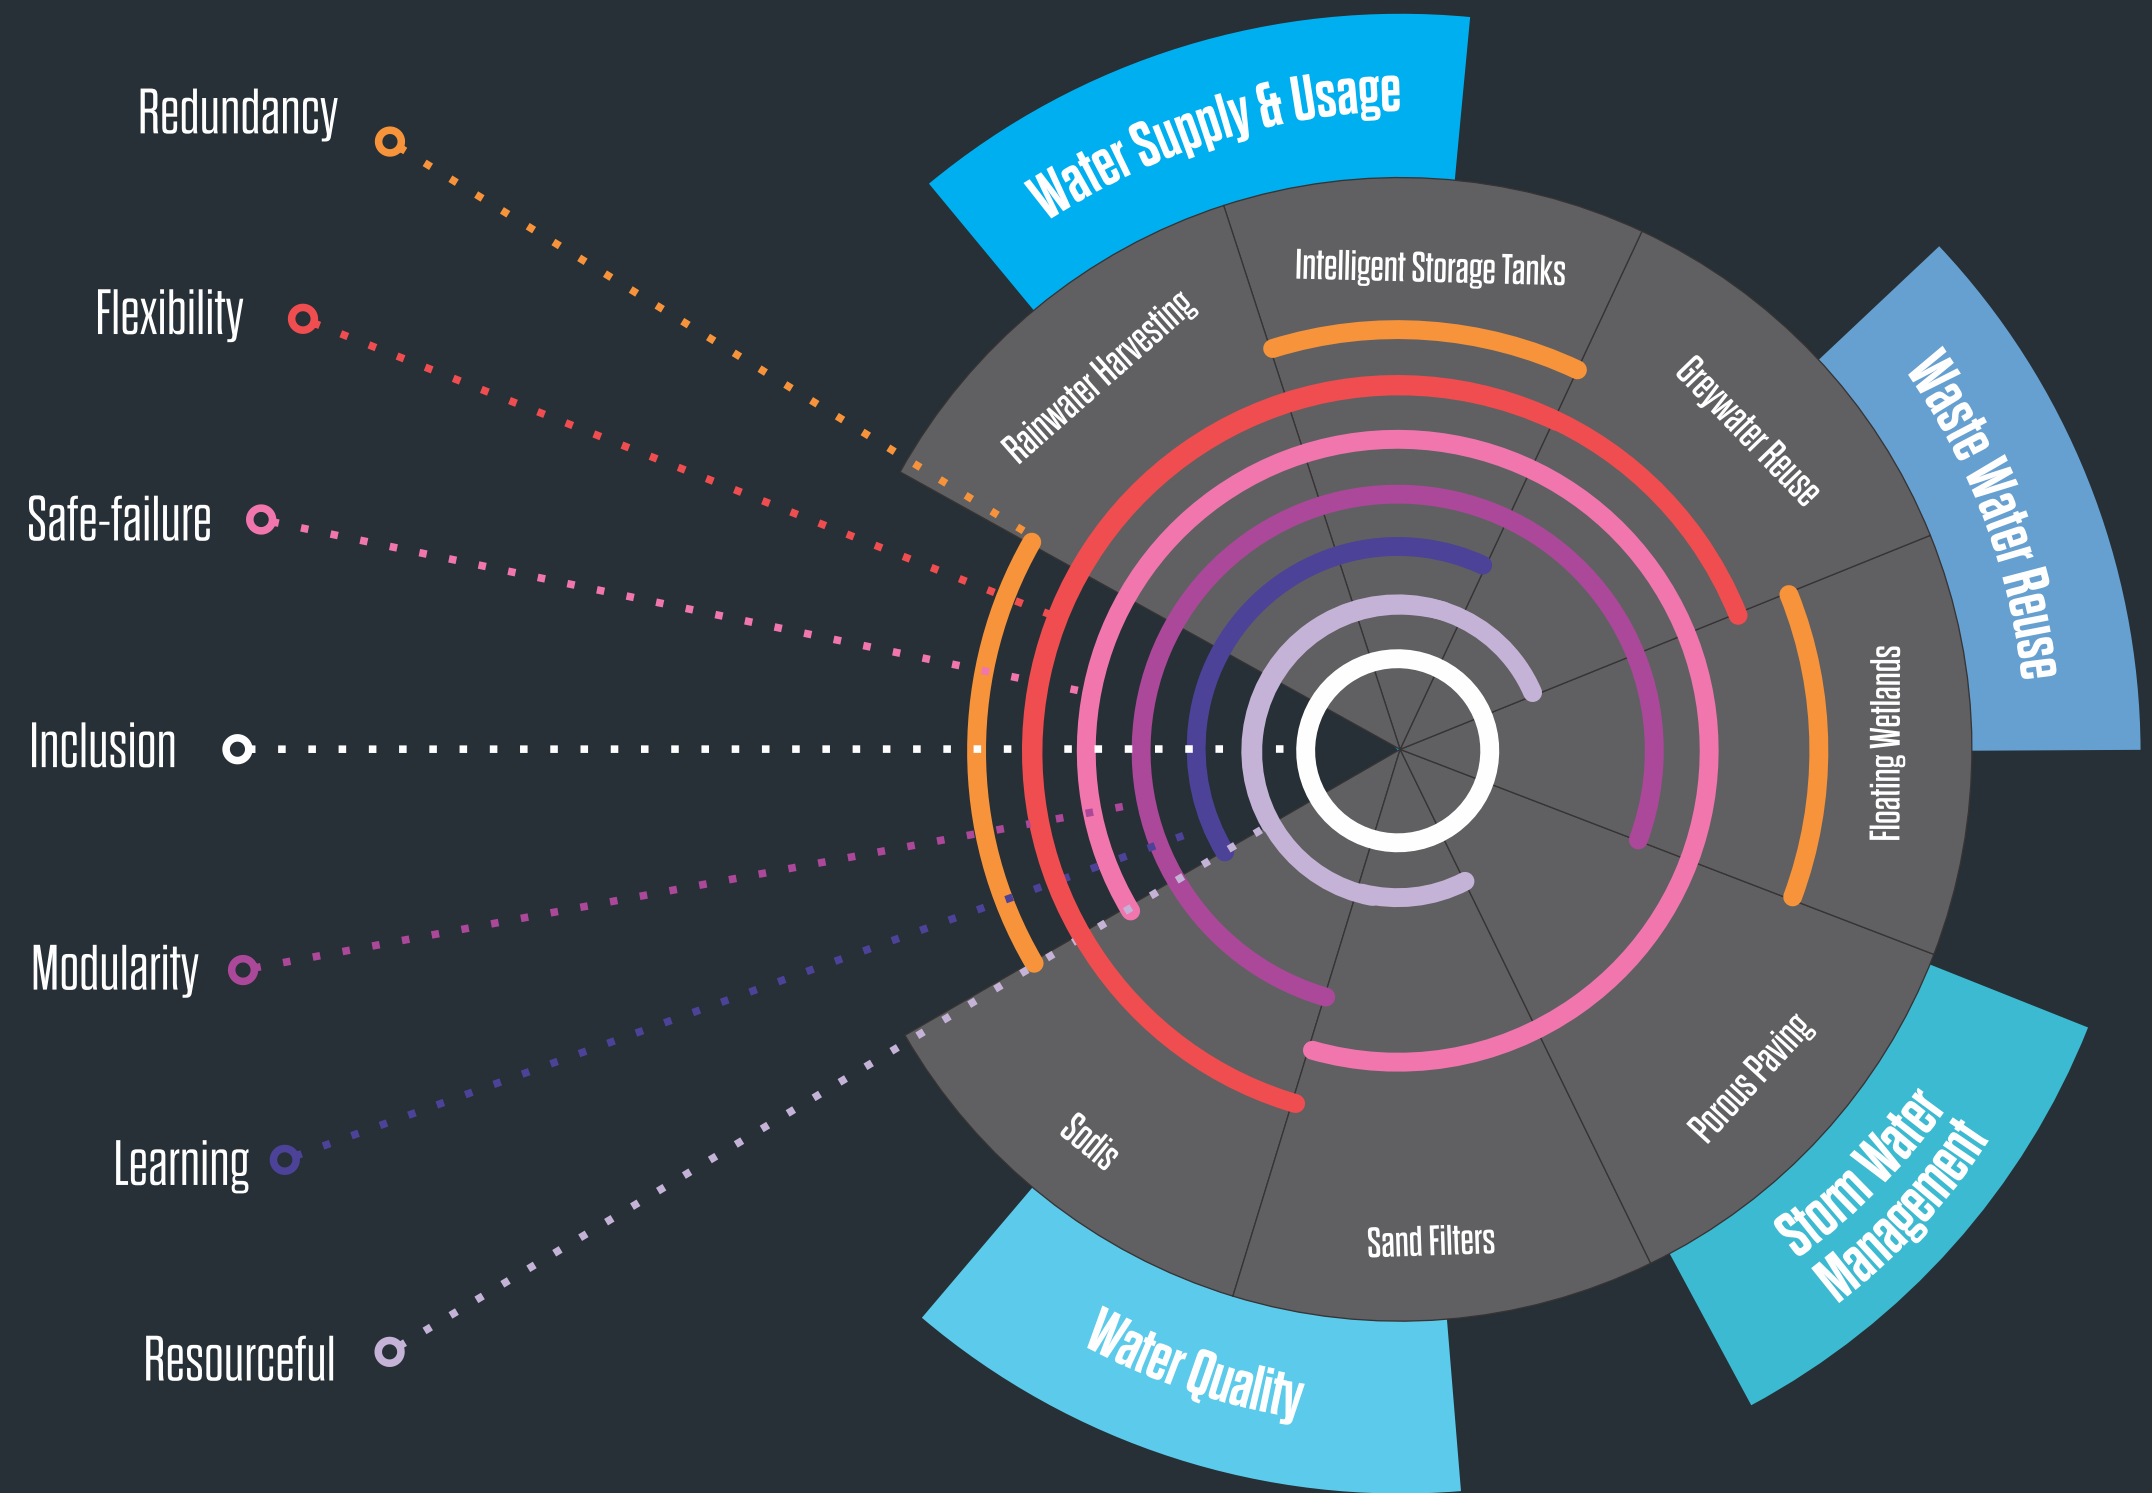 Redundancy
Flexibility
Safe-failure
Inclusion
Modularity
Learning
Resourceful
Water Supply & Usage
Rainwater Harvesting
Intelligent Storage Tanks
Greywater Reuse
Waste Water Reuse
Floating Wetlands
Porous Paving
Storm Water
Management
Sand Filters
Sodis
Water Quality